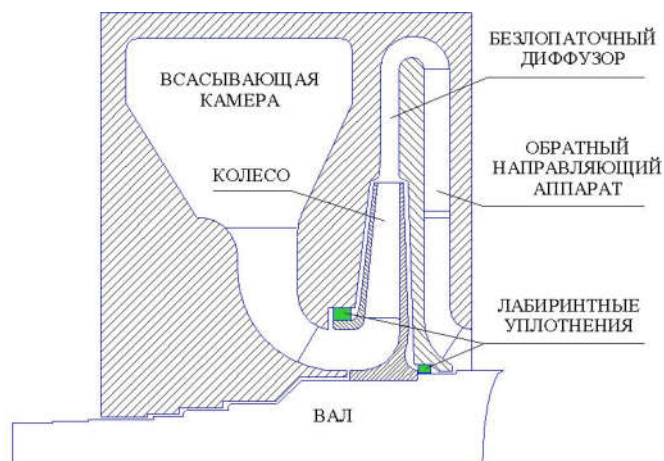 БЕЗЛОПАТОЧНЫЙ
ДИФФУЗОР
ВСАСЫВАЮЩАЯ
КАМЕРА
ОБРАТНЫЙ
НАПРАВЛЯЮЩИЙ
АППАРАТ
КОЛЕСО
ЛАБИРИНТНЫЕ
УПЛОТНЕНИЯ
ВАЛ